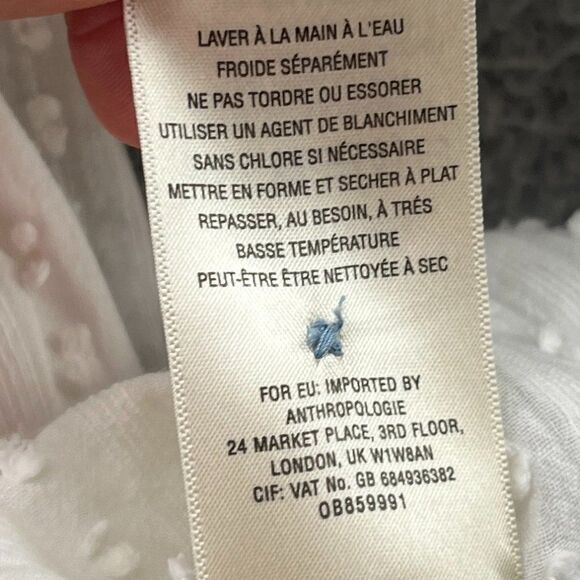 LAVER À LA MAIN À L'EAU
FROIDE SÉPARÉMENT
NE PAS TORDRE OU ESSORER
UTILISER UN AGENT DE BLANCHIMENT
SANS CHLORE SI NÉCESSAIRE
METTRE EN FORME ET SECHER À PLAT
REPASSER, AU BESOIN, À TRÉS
BASSE TEMPÉRATURE
PEUT-ÊTRE ÊTRE NETTOYÉE À SEC
FOR EU: IMPORTED BY
ANTHROPOLOGIE
24 MARKET PLACE, 3RD FLOOR,
LONDON, UK W1W8AN
CIF: VAT No. GB 684936382
OB859991